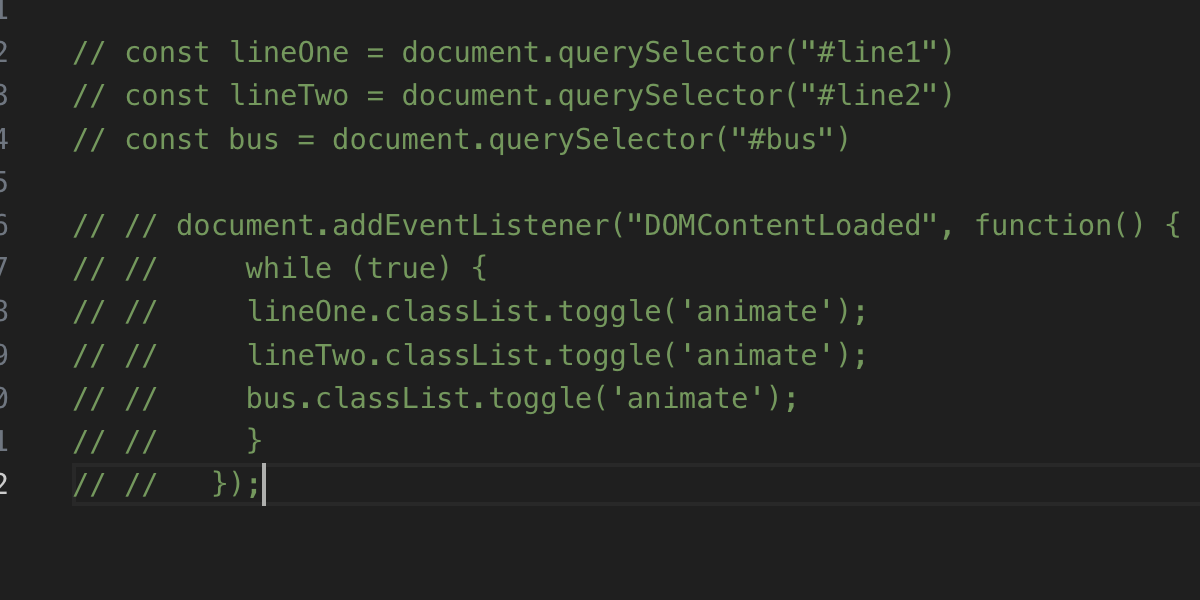 1
2 // const lineOne = document.querySelector("#line1")
3 // const lineTwo = document.querySelector("#line2")
4 // const bus = document.querySelector("#bus")
5
6 // // document.addEventListener("DOMContentLoaded", function() {
7 // //     while (true) {
8 // //     lineOne.classList.toggle('animate');
9 // //     lineTwo.classList.toggle('animate');
0 // //     bus.classList.toggle('animate');
1 // //     }
2 // //   });